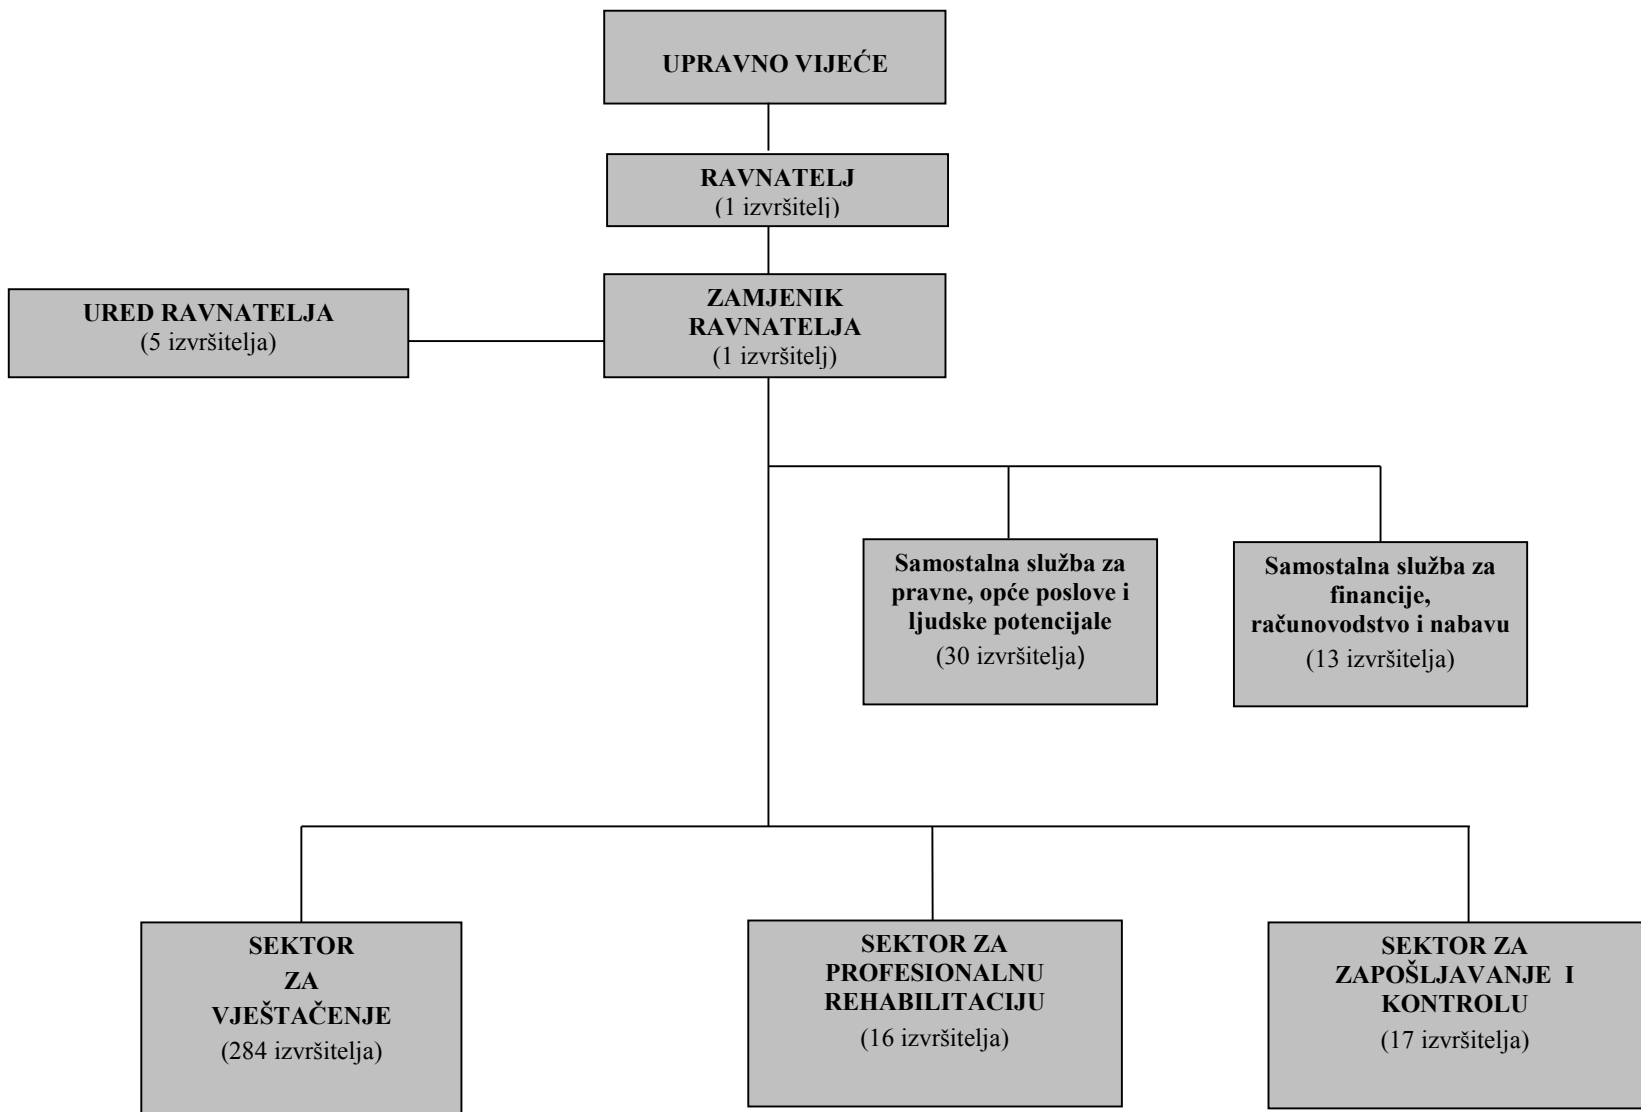 UPRAVNO VIJEĆE
RAVNATELJ
(1 izvršitelj)
ZAMJENIK
RAVNATELJA
(1 izvršitelj)
URED RAVNATELJA
(5 izvršitelja)
Samostalna služba za
pravne, opće poslove i
ljudske potencijale
(30 izvršitelja)
Samostalna služba za
financije,
računovodstvo i nabavu
(13 izvršitelja)
SEKTOR
ZA
VJEŠTAČENJE
(284 izvršitelja)
SEKTOR ZA
PROFESIONALNU
REHABILITACIJU
(16 izvršitelja)
SEKTOR ZA
ZAPOŠLJAVANJE I
KONTROLU
(17 izvršitelja)